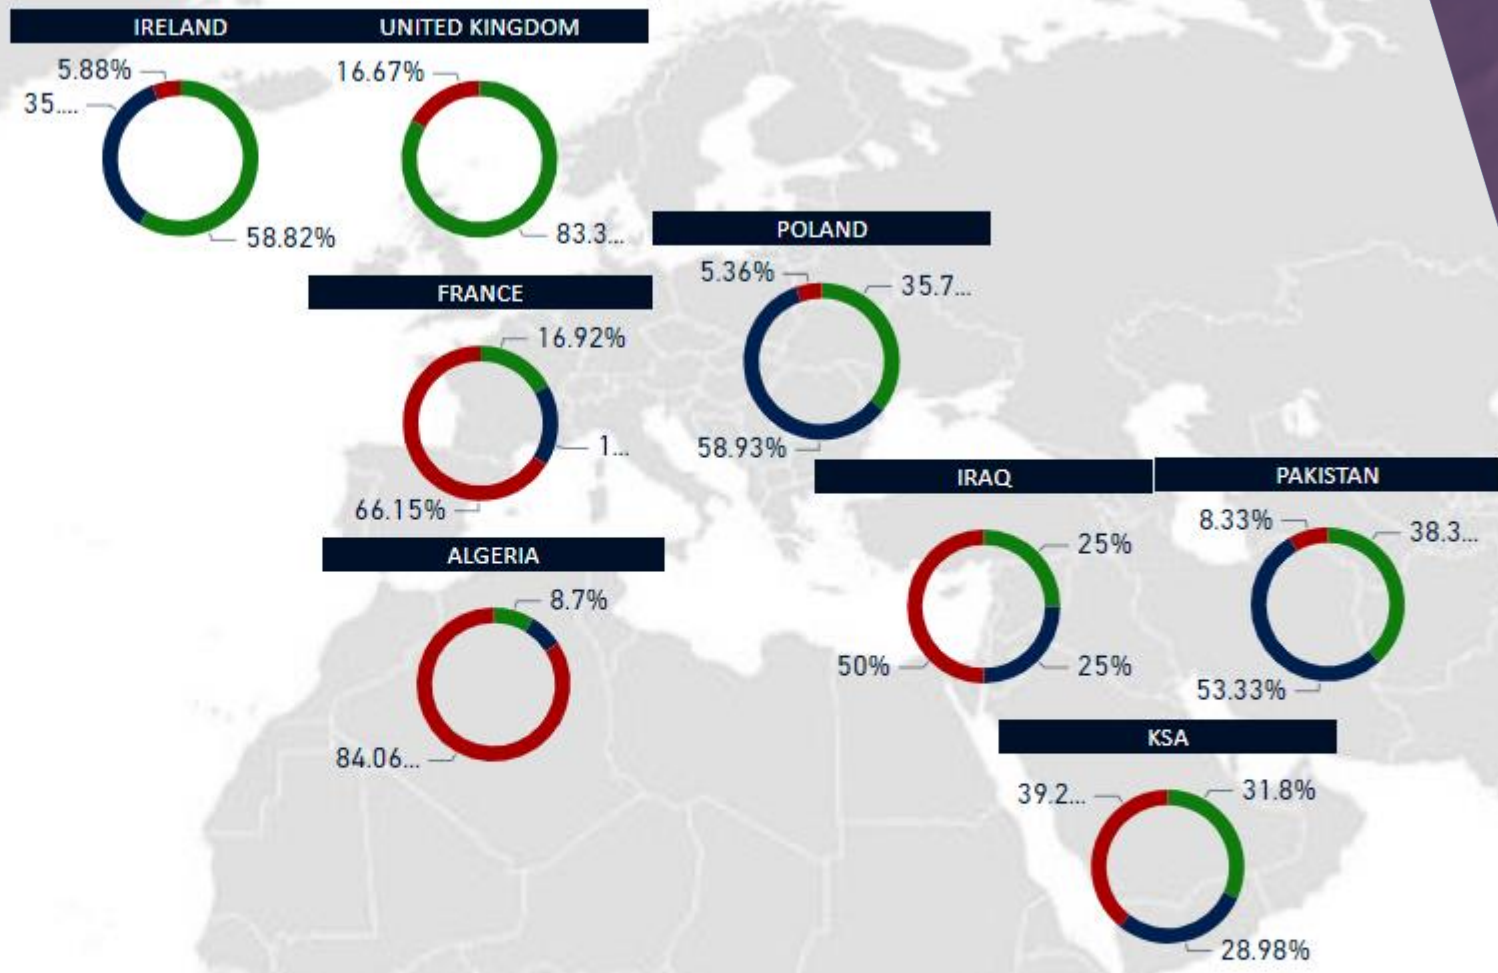 IRELAND
UNITED KINGDOM
5.88%
35....
58.82%
16.67%
83.3...
POLAND
5.36%
35.7...
58.93%
FRANCE
16.92%
1...
66.15%
IRAQ
25%
50%
25%
PAKISTAN
8.33%
38.3...
53.33%
ALGERIA
8.7%
84.06...
KSA
39.2...
31.8%
28.98%